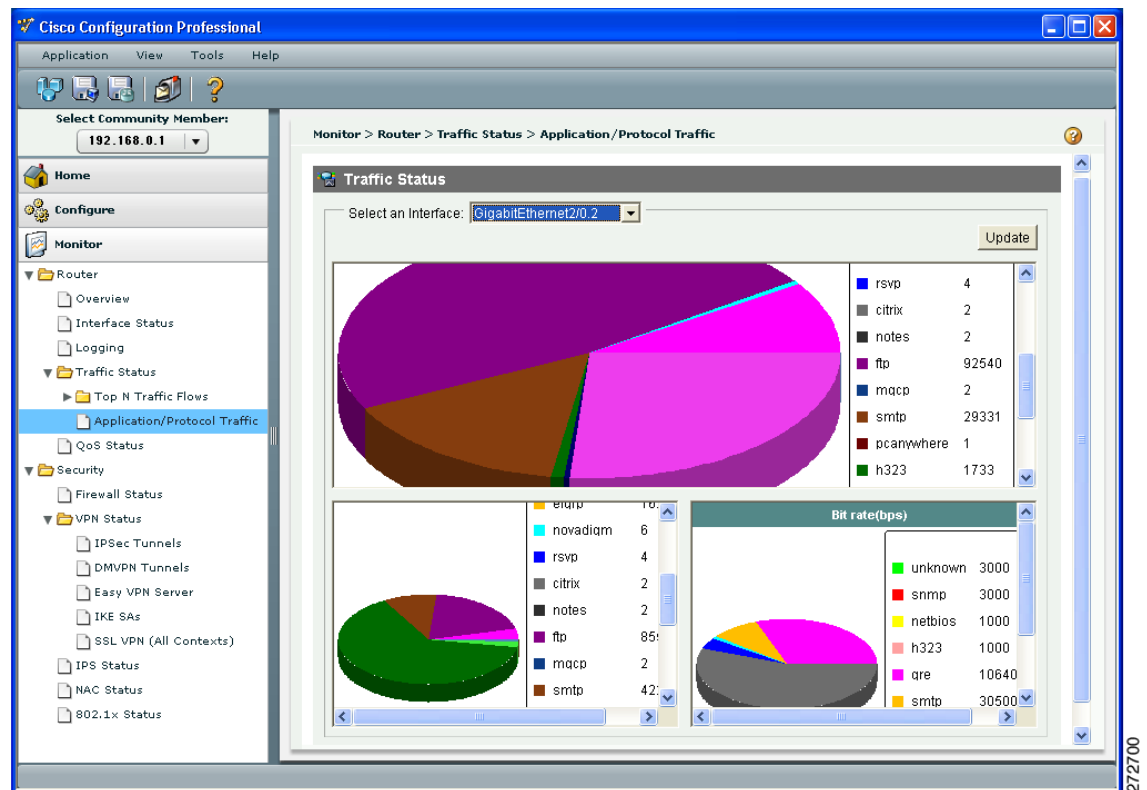 Cisco Configuration Professional
Application View Tools Help
Select Community Member:
192.168.0.1
Home
Configure
Monitor
Router
Overview
Interface Status
Logging
Traffic Status
Top N Traffic Flows
Application/Protocol Traffic
QoS Status
Security
Firewall Status
VPN Status
IPSec Tunnels
DMVPN Tunnels
Easy VPN Server
IKE SAs
SSL VPN (All Contexts)
IPS Status
NAC Status
802.1x Status
Monitor > Router > Traffic Status > Application/Protocol Traffic
Traffic Status
Select an Interface: GigabitEthernet2/0.2
Update
rsvp 4
citrix 2
notes 2
ftp 92540
mgcp 2
smtp 29331
pcanywhere 1
h323 1733
eigrp
novadigm 6
rsvp 4
citrix 2
notes 2
ftp
mgcp 2
smtp
Bit rate(bps)
unknown 3000
snmp 3000
netbios 1000
h323 1000
gre 10640
smtp 30500
272700